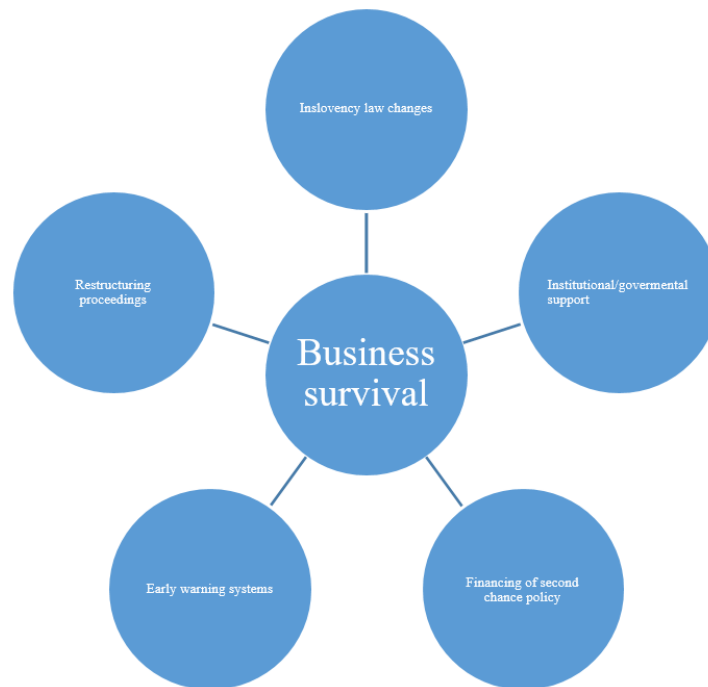 Inslovency law changes
Restructuring
proceedings
Institutional/govermental
support
Business
survival
Early warning systems
Financing of second
chance policy